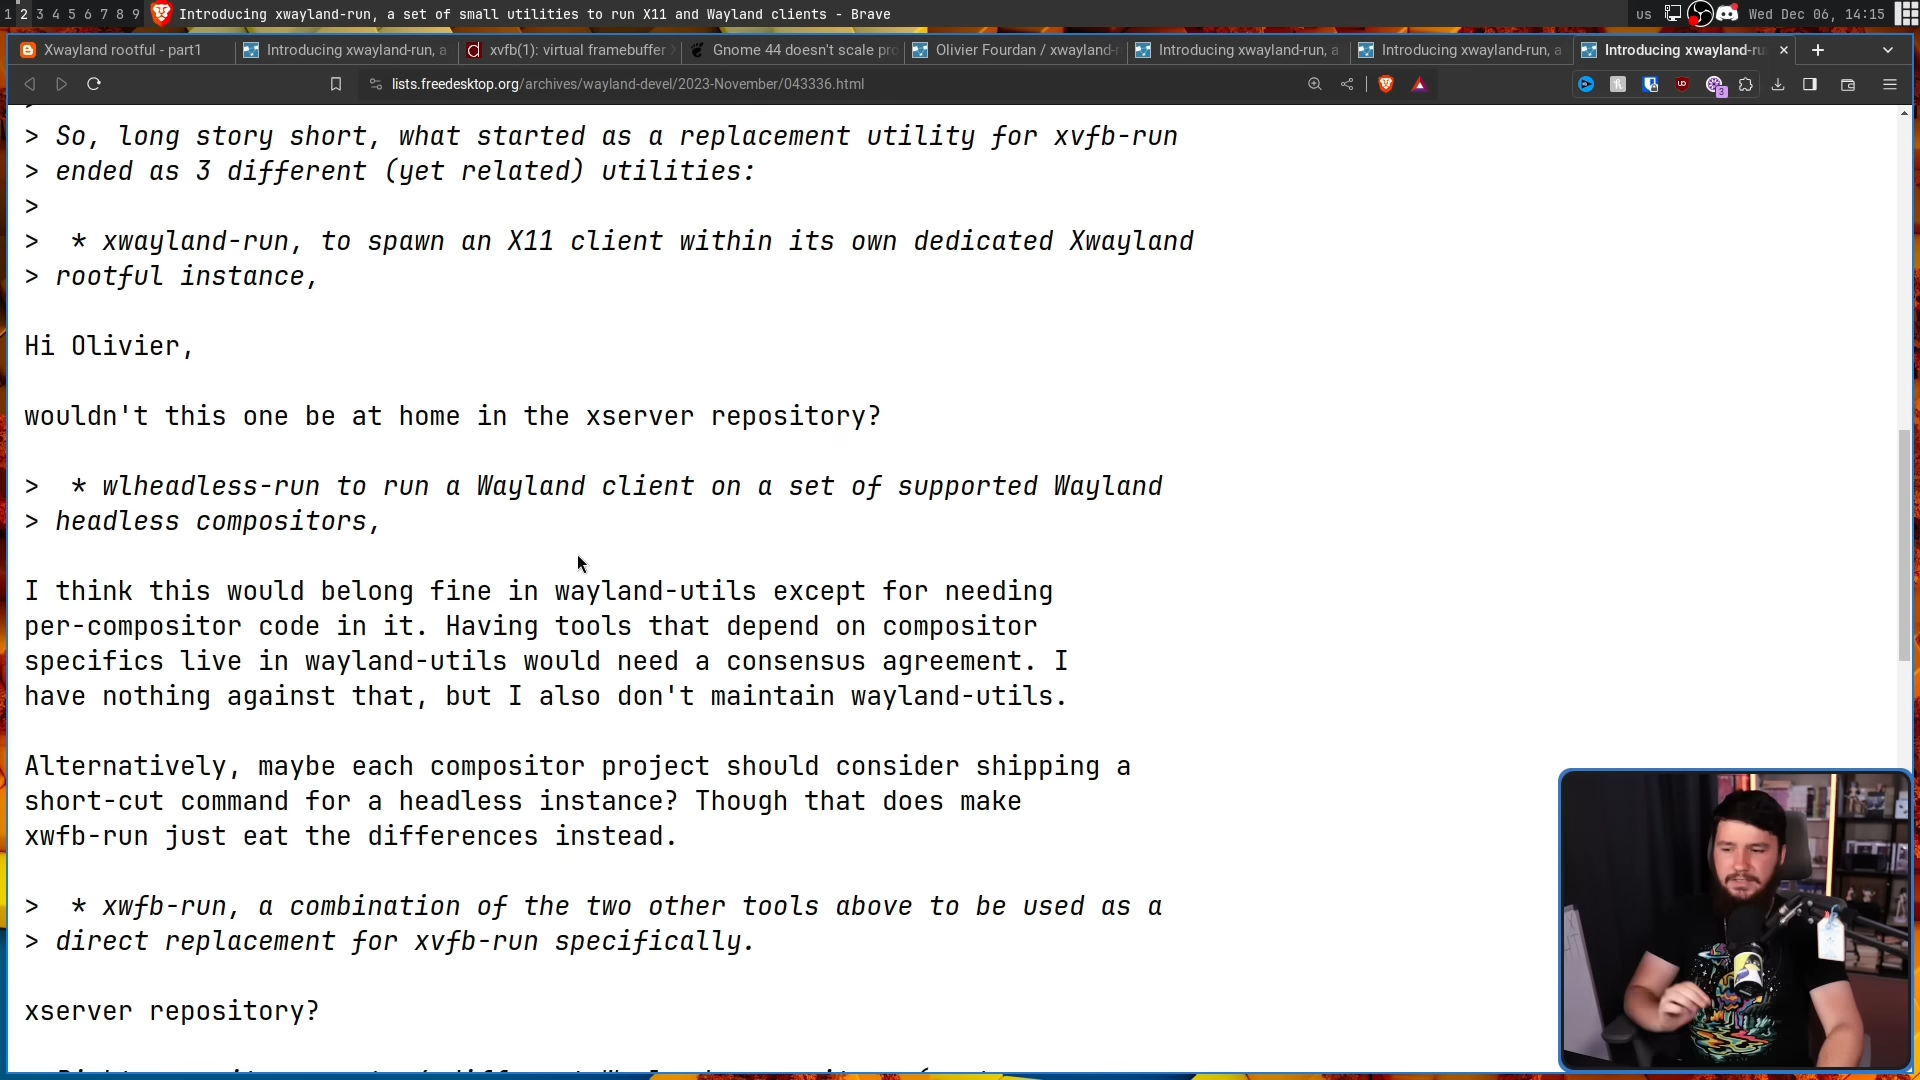 1 2 3 4 5 6 7 8 9 Introducing xwayland-run, a set of small utilities to run X11 and Wayland clients - Brave us Wed Dec 06, 14:15
Xwayland rootful - part1 Introducing xwayland-run, a xvfb(1): virtual framebuffer Gnome 44 doesn't scale pro Olivier Fourdan / xwayland-r Introducing xwayland-run, a Introducing xwayland-run, a Introducing xwayland-ru
lists.freedesktop.org/archives/wayland-devel/2023-November/043336.html
>
> So, long story short, what started as a replacement utility for xvfb-run
> ended as 3 different (yet related) utilities:
>
> * xwayland-run, to spawn an X11 client within its own dedicated Xwayland
> rootful instance,
Hi Olivier,
wouldn't this one be at home in the xserver repository?
> * wlheadless-run to run a Wayland client on a set of supported Wayland
> headless compositors,
I think this would belong fine in wayland-utils except for needing
per-compositor code in it. Having tools that depend on compositor
specifics live in wayland-utils would need a consensus agreement. I
have nothing against that, but I also don't maintain wayland-utils.
Alternatively, maybe each compositor project should consider shipping a
short-cut command for a headless instance? Though that does make
xwfb-run just eat the differences instead.
> * xwfb-run, a combination of the two other tools above to be used as a
> direct replacement for xvfb-run specifically.
xserver repository?